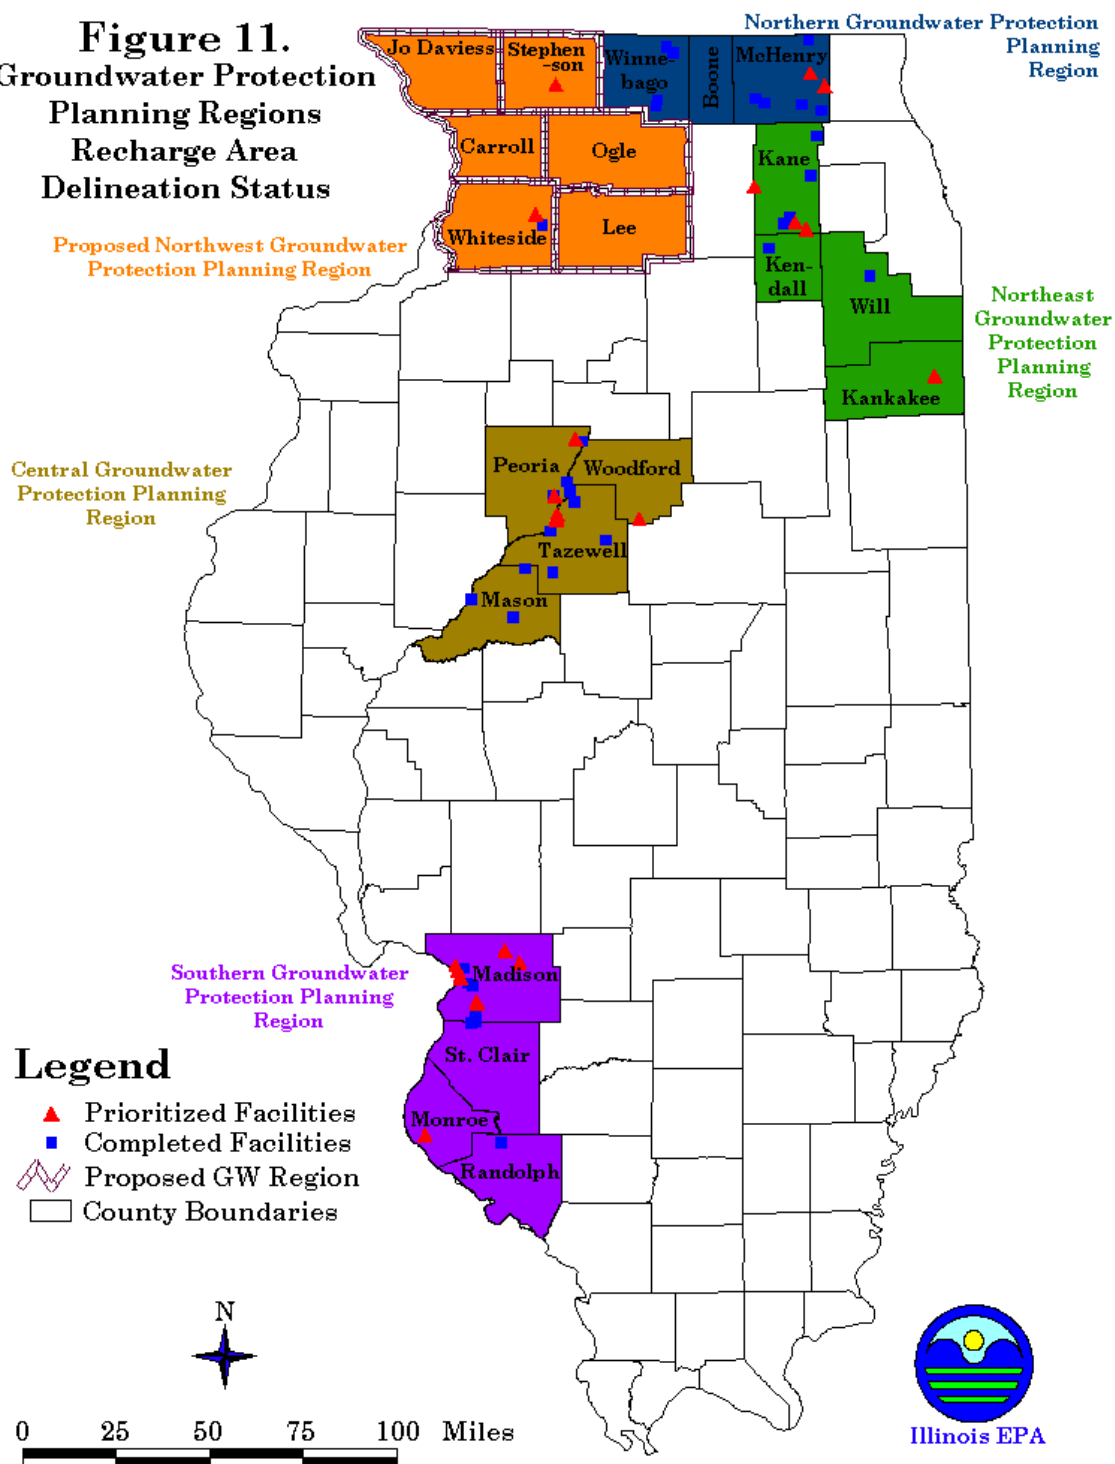 Figure 11.
Groundwater Protection
Planning Regions
Recharge Area
Delineation Status
Northern Groundwater Protection
Planning
Region
Jo Daviess
Stephen
-son
Winne-
bago
Boone
McHenry
Carroll
Ogle
Kane
Whiteside
Lee
Proposed Northwest Groundwater
Protection Planning Region
Ken-
dall
Will
Northeast
Groundwater
Protection
Planning
Region
Kankakee
Central Groundwater
Protection Planning
Region
Peoria
Woodford
Tazewell
Mason
Southern Groundwater
Protection Planning
Region
Madison
St. Clair
Monroe
Randolph
Legend
Prioritized Facilities
Completed Facilities
Proposed GW Region
County Boundaries
N
0 25 50 75 100 Miles
Illinois EPA